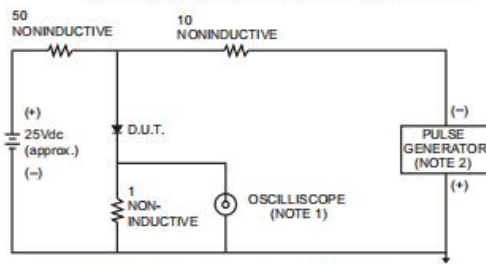 50
NONINDUCTIVE
10
NONINDUCTIVE
(+)
25Vdc
(approx.)
(−)
D.U.T.
1
NON-
INDUCTIVE
OSCILLISCOPE
(NOTE 1)
(−)
PULSE
GENERATOR
(NOTE 2)
(+)